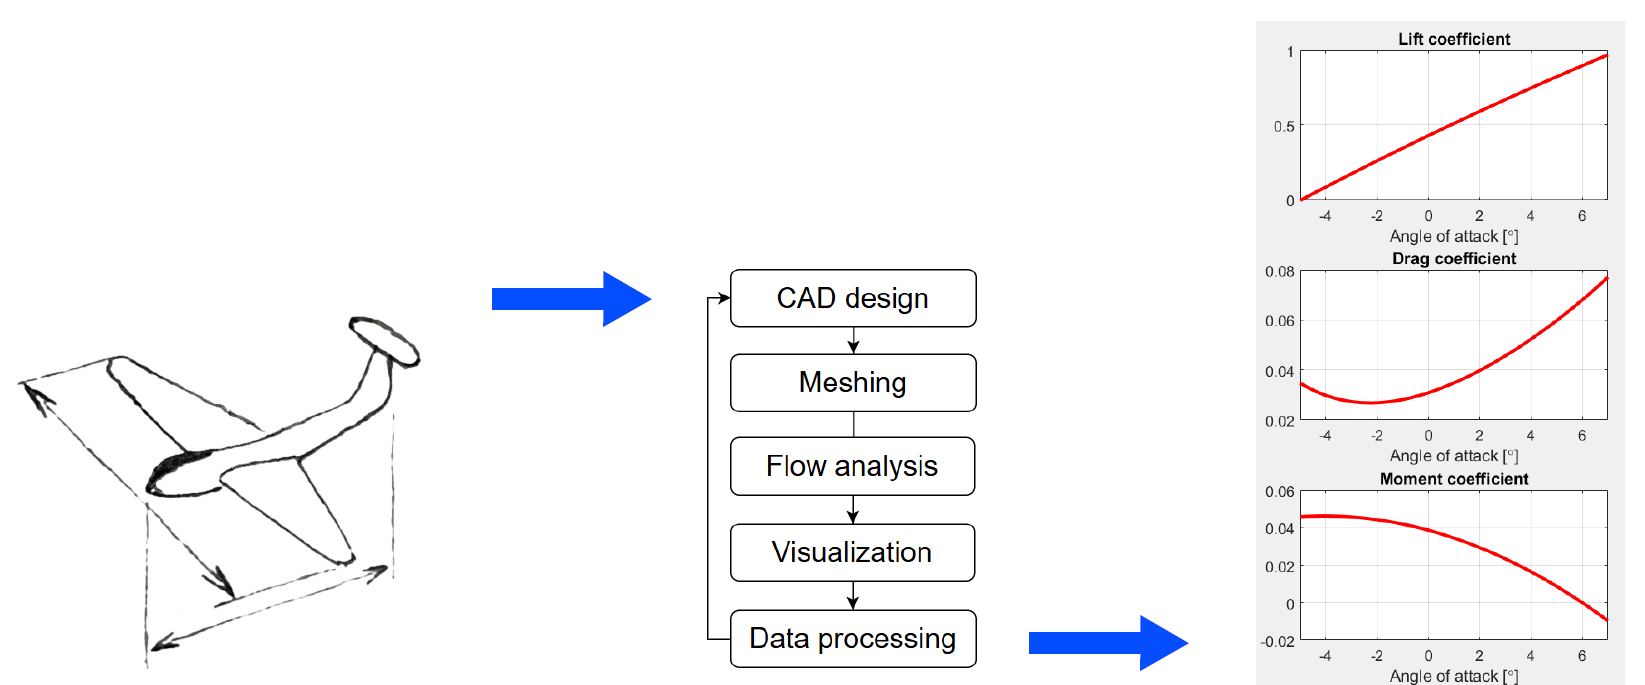 CAD design
Meshing
Flow analysis
Visualization
Data processing
Lift coefficient
1
0.5
0
-4 -2 0 2 4 6
Angle of attack [°]
Drag coefficient
0.08
0.06
0.04
0.02
-4 -2 0 2 4 6
Angle of attack [°]
Moment coefficient
0.06
0.04
0.02
0
-0.02
-4 -2 0 2 4 6
Angle of attack [°]